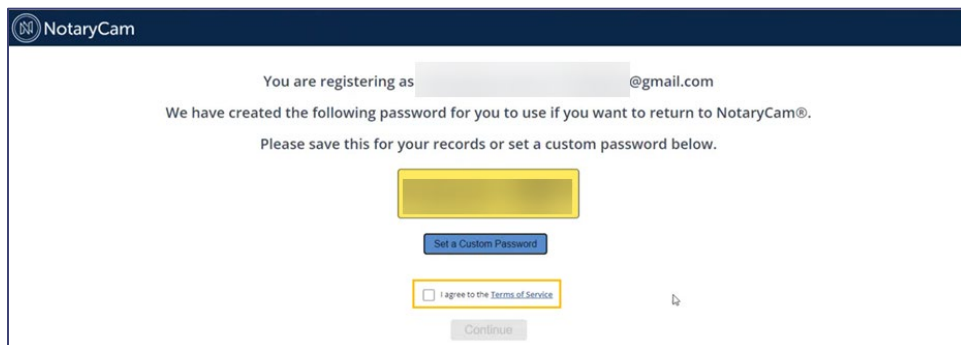 NotaryCam
You are registering as @gmail.com
We have created the following password for you to use if you want to return to NotaryCam®.
Please save this for your records or set a custom password below.
Set a Custom Password
I agree to the Terms of Service
Continue